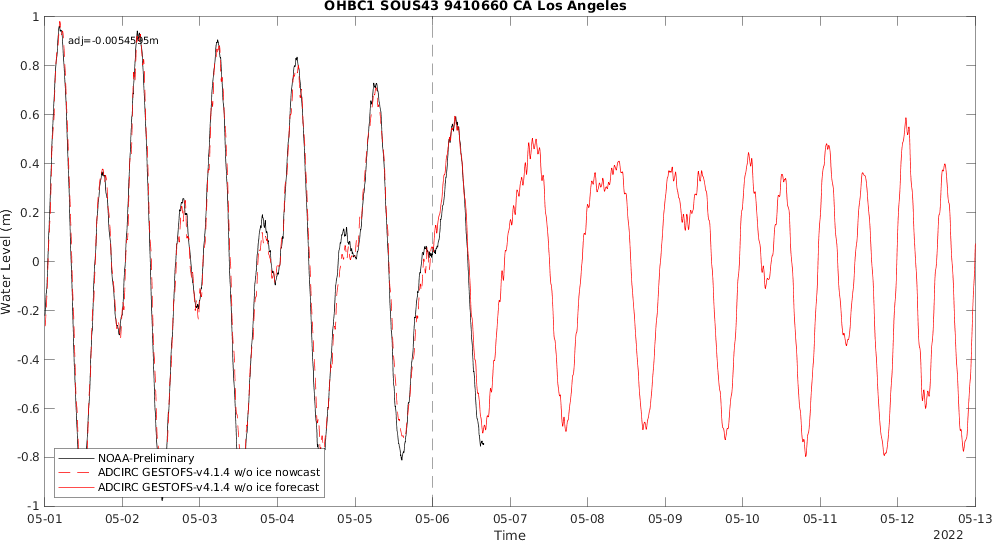 OHBC1 SOUS43 9410660 CA Los Angeles
adj=-0.0054595m
1
0.8
0.6
0.4
0.2
0
-0.2
-0.4
-0.6
-0.8
-1
Water Level (m)
NOAA-Preliminary
ADCIRC GESTOFS-v4.1.4 w/o ice nowcast
ADCIRC GESTOFS-v4.1.4 w/o ice forecast
05-01 05-02 05-03 05-04 05-05 05-06 05-07 05-08 05-09 05-10 05-11 05-12 05-13
Time
2022